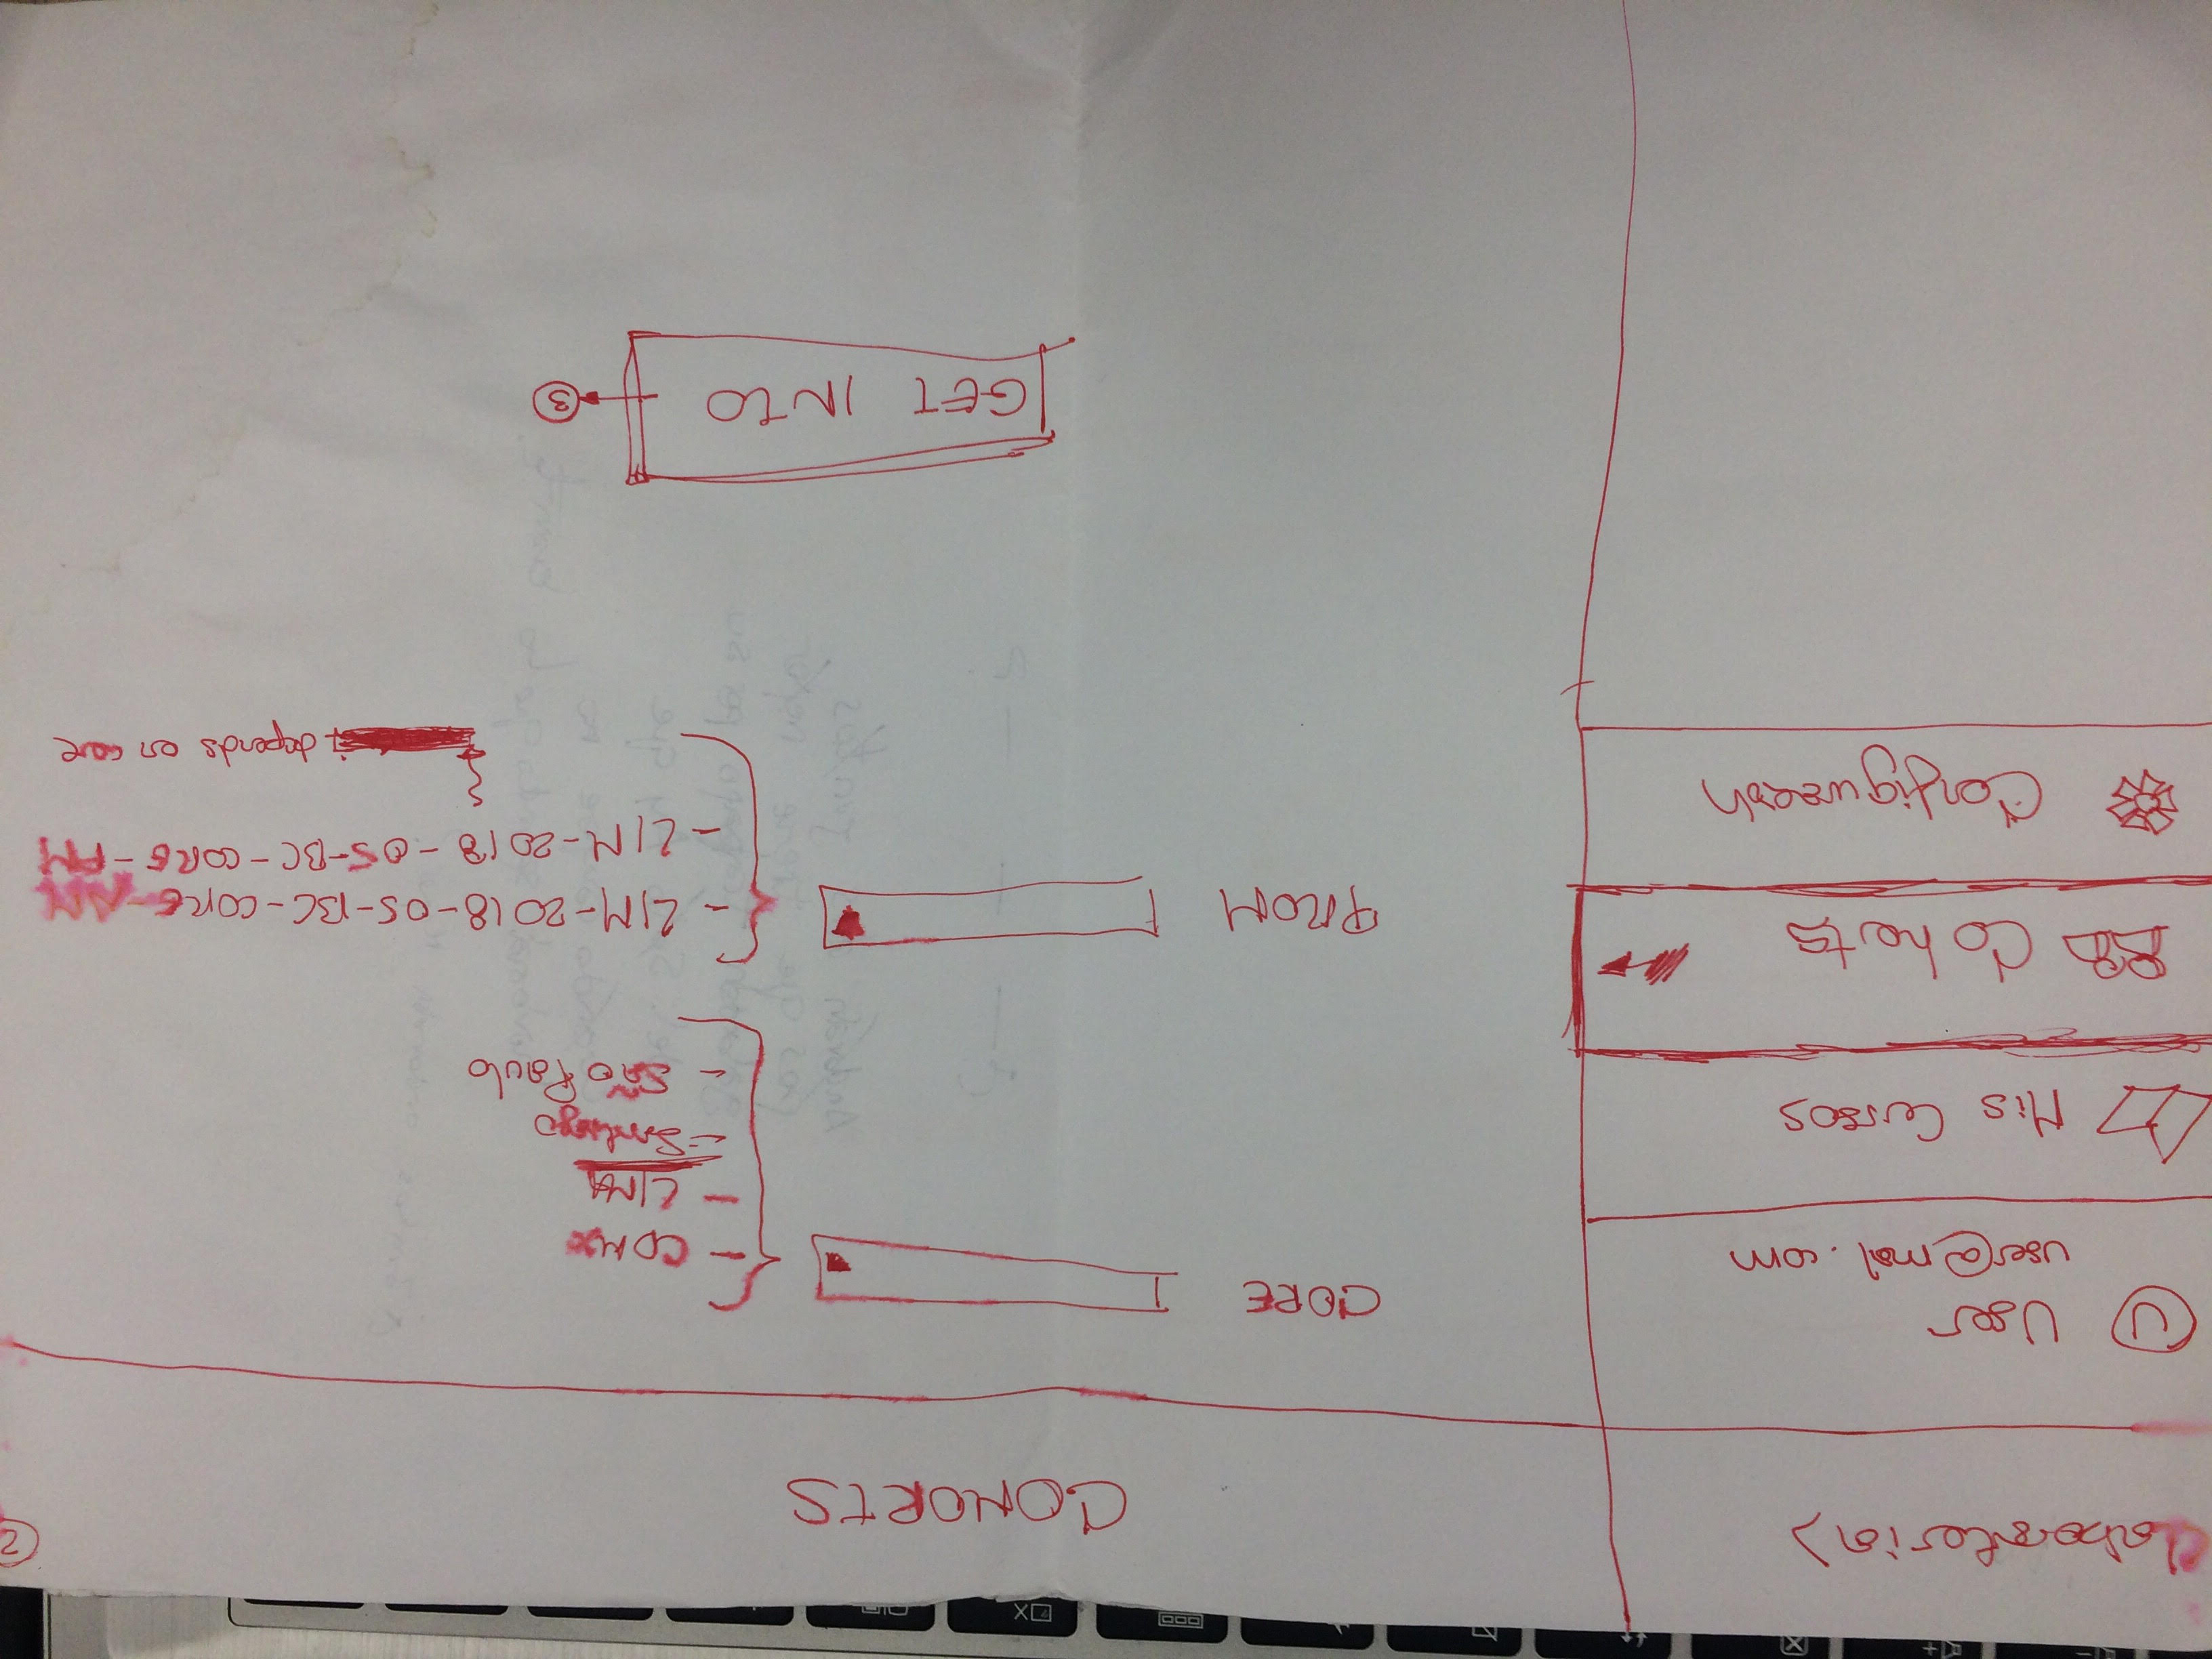 <Laboratoria>
COHORTS
2
U User
user@mail.com
Mis Cursos
Cohorts
Configuración
CORE
- CDMX
- LIMA
- Santiago
- São Paulo
PROM
- LIM-2018-05-BC-CORE-AM
- LIM-2018-05-BC-CORE-PM
depends on core
GET INTO
3